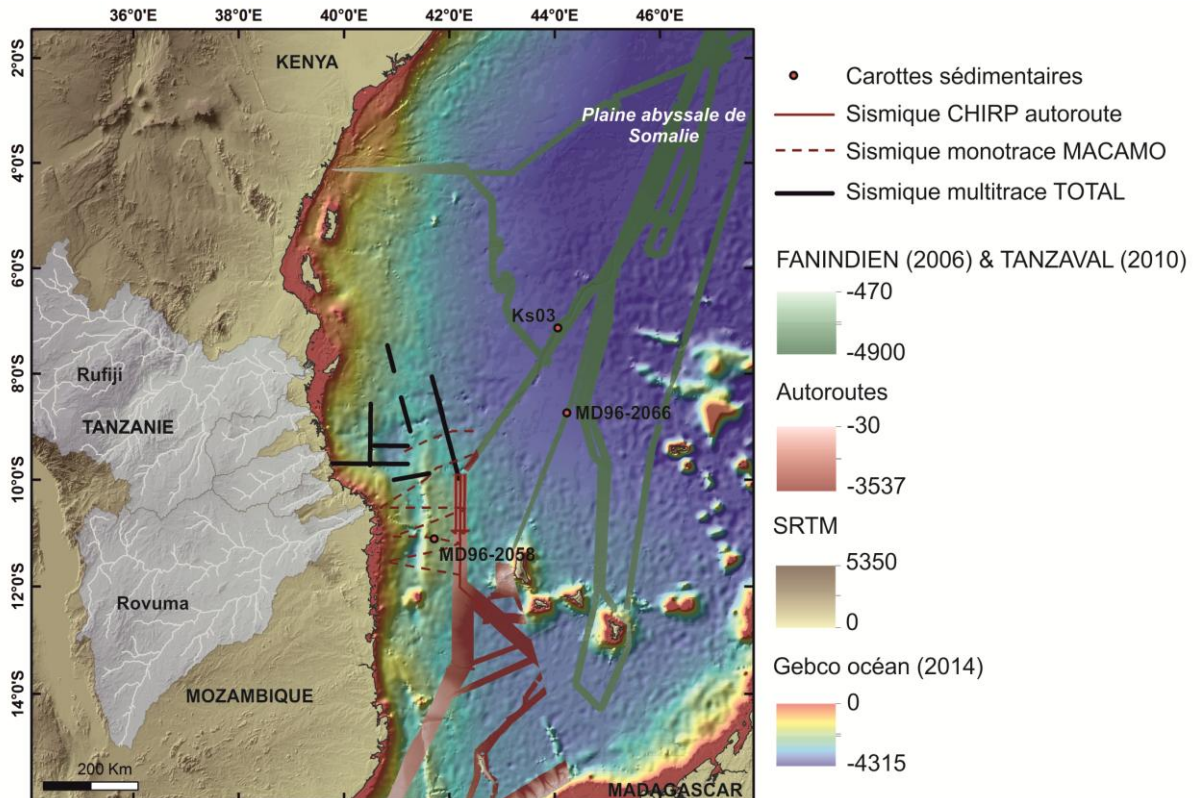 36°0'E 38°0'E 40°0'E 42°0'E 44°0'E 46°0'E
2°0'S
4°0'S
6°0'S
8°0'S
10°0'S
12°0'S
14°0'S
KENYA
Plaine abyssale de
Somalie
Ks03
Rufiji
MD96-2066
TANZANIE
MD96-2058
Rovuma
MOZAMBIQUE
200 Km
MADAGASCAR
Carottes sédimentaires
Sismique CHIRP autoroute
Sismique monotrace MACAMO
Sismique multitrace TOTAL
FANINDIEN (2006) & TANZAVAL (2010)
-470
-4900
Autoroutes
-30
-3537
SRTM
5350
0
Gebco océan (2014)
0
-4315